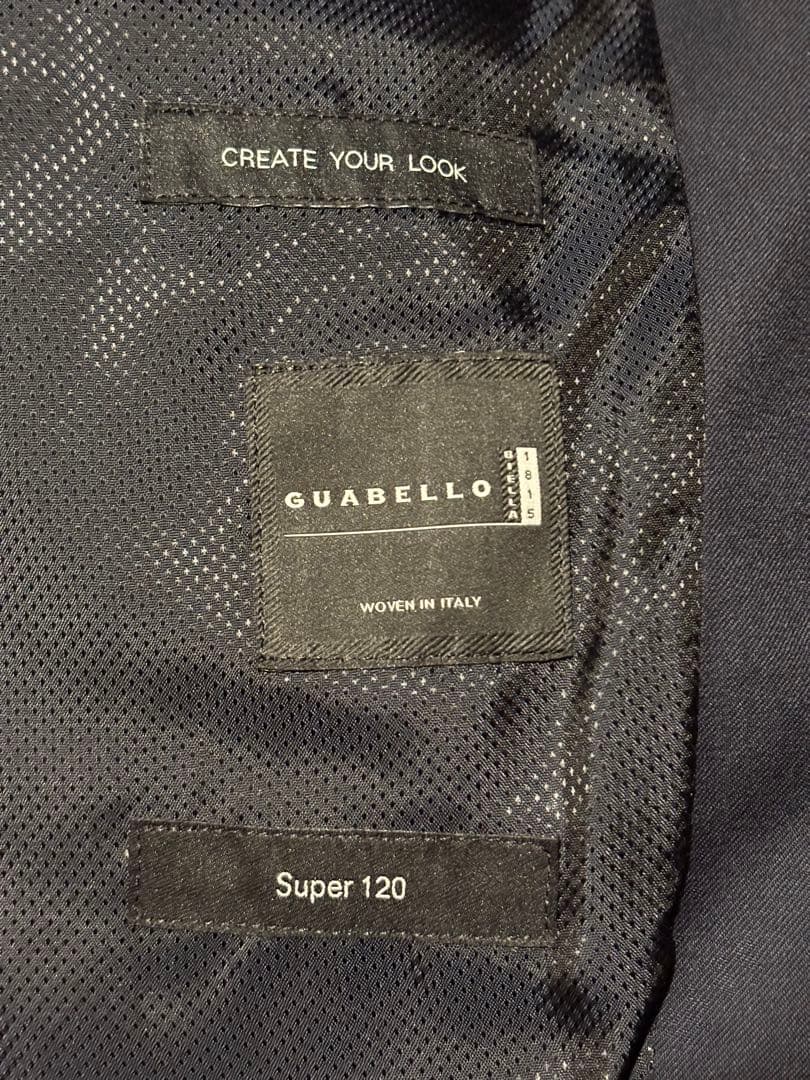 CREATE YOUR LOOK
GUABELLO
BIELLA
1815
WOVEN IN ITALY
Super 120